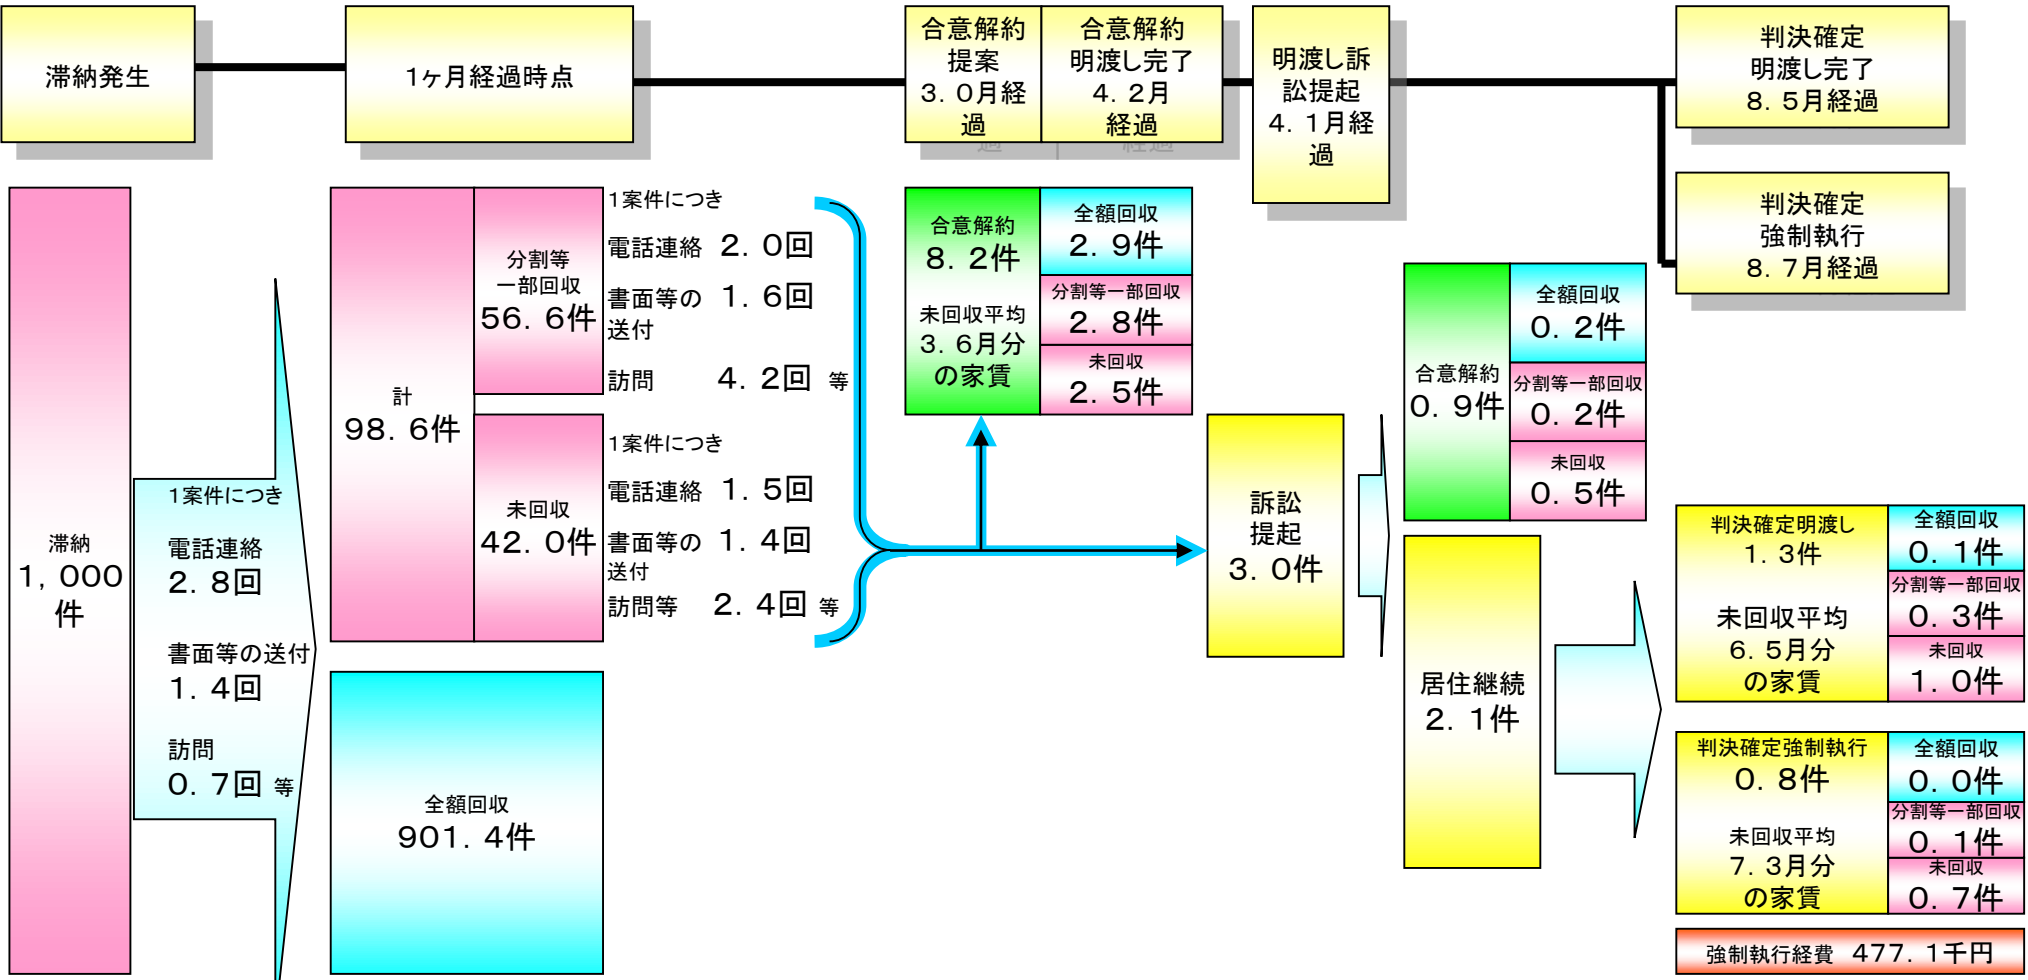 滞納発生
1ヶ月経過時点
合意解約
提案
3.0月経
過
合意解約
明渡し完了
4.2月
経過
明渡し訴
訟提起
4.1月経
過
判決確定
明渡し完了
8.5月経過
判決確定
強制執行
8.7月経過
滞納
1,000
件
1案件につき
電話連絡
2.8回
書面等の送付
1.4回
訪問
0.7回 等
計
98.6件
分割等
一部回収
56.6件
未回収
42.0件
全額回収
901.4件
1案件につき
電話連絡 2.0回
書面等の 1.6回
送付
訪問 4.2回 等
1案件につき
電話連絡 1.5回
書面等の 1.4回
送付
訪問等 2.4回 等
合意解約
8.2件
未回収平均
3.6月分
の家賃
全額回収
2.9件
分割等一部回収
2.8件
未回収
2.5件
訴訟
提起
3.0件
合意解約
0.9件
全額回収
0.2件
分割等一部回収
0.2件
未回収
0.5件
居住継続
2.1件
判決確定明渡し
1.3件
未回収平均
6.5月分
の家賃
全額回収
0.1件
分割等一部回収
0.3件
未回収
1.0件
判決確定強制執行
0.8件
未回収平均
7.3月分
の家賃
全額回収
0.0件
分割等一部回収
0.1件
未回収
0.7件
強制執行経費 477.1千円